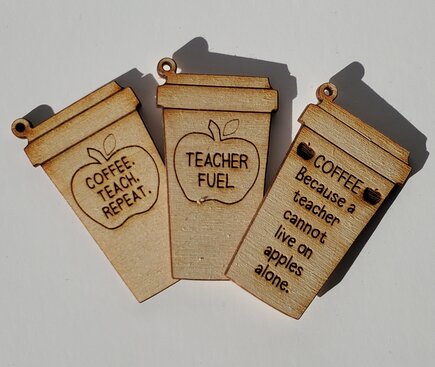 COFFEE.
TEACH.
REPEAT.
TEACHER
FUEL
COFFEE
Because a
teacher
cannot
live on
apples
alone.